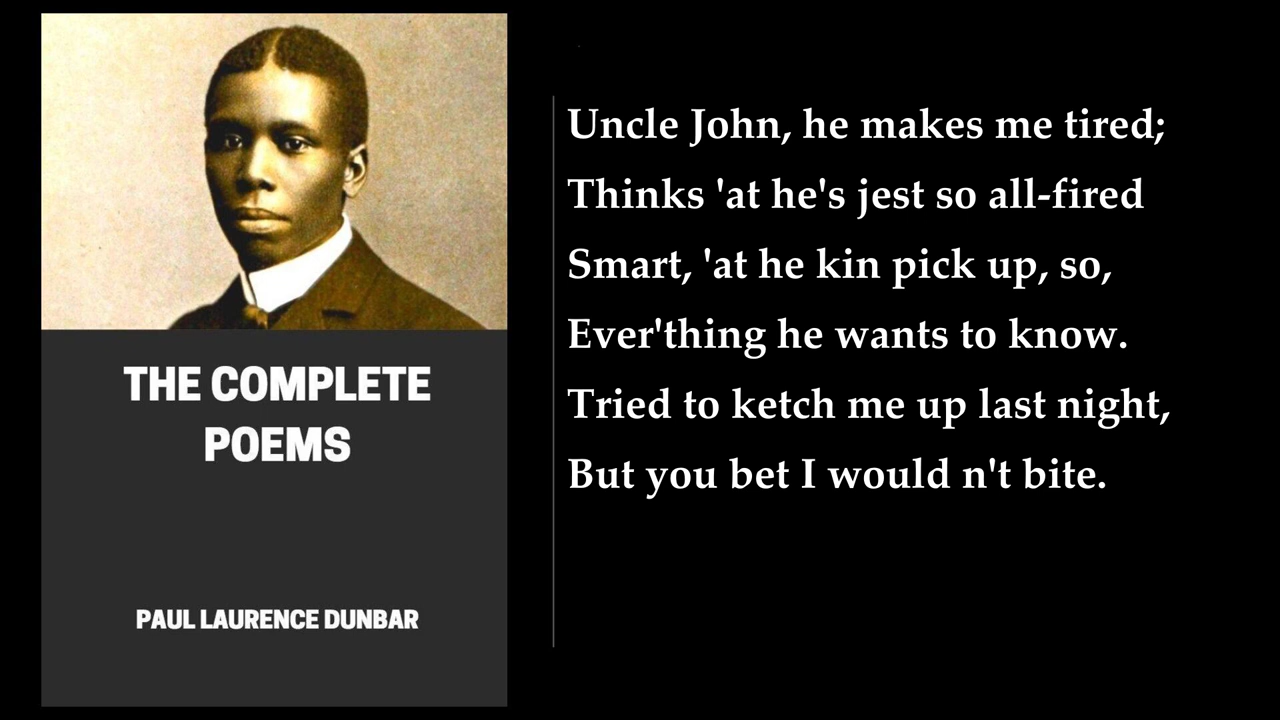 THE COMPLETE
POEMS
PAUL LAURENCE DUNBAR
Uncle John, he makes me tired;
Thinks 'at he's jest so all-fired
Smart, 'at he kin pick up, so,
Ever'thing he wants to know.
Tried to ketch me up last night,
But you bet I would n't bite.